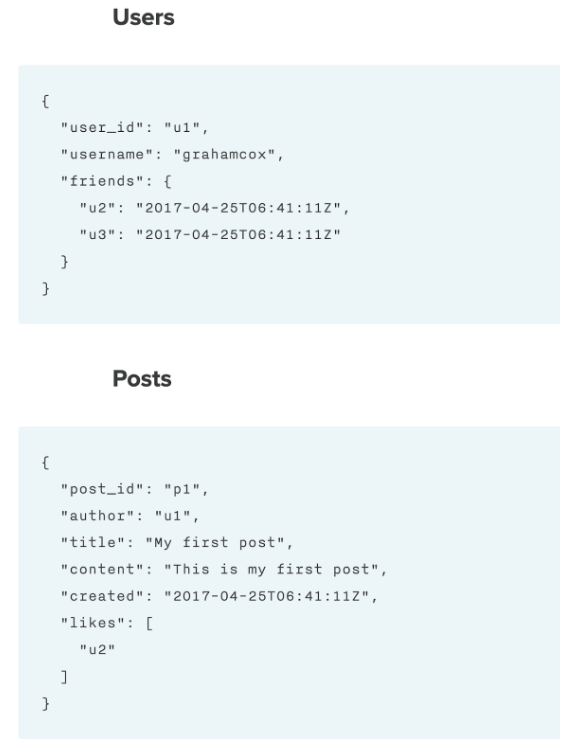 Users
{
"user_id": "u1",
"username": "grahamcox",
"friends": {
"u2": "2017-04-25T06:41:11Z",
"u3": "2017-04-25T06:41:11Z"
}
}
Posts
{
"post_id": "p1",
"author": "u1",
"title": "My first post",
"content": "This is my first post",
"created": "2017-04-25T06:41:11Z",
"likes": [
"u2"
]
}